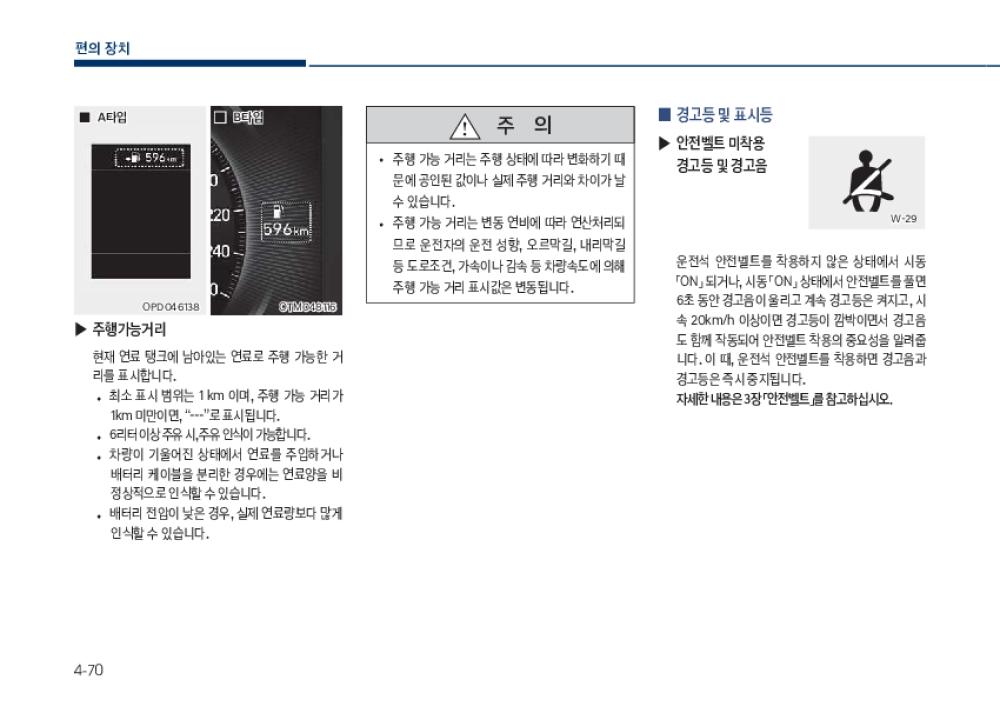 편의 장치
■ A타입
596 km
OPD046138
□ B타입
0
120
140
0
596km
OTM048116
▶ 주행가능거리
현재 연료 탱크에 남아있는 연료로 주행 가능한 거
리를 표시합니다.
• 최소 표시 범위는 1 km 이며, 주행 가능 거리가
1km 미만이면, “---”로 표시됩니다.
• 6리터 이상 주유 시,주유 인식이 가능합니다.
• 차량이 기울어진 상태에서 연료를 주입하거나
배터리 케이블을 분리한 경우에는 연료양을 비
정상적으로 인식할 수 있습니다.
• 배터리 전압이 낮은 경우, 실제 연료량보다 많게
인식할 수 있습니다.
주 의
• 주행 가능 거리는 주행 상태에 따라 변화하기 때
문에 공인된 값이나 실제 주행 거리와 차이가 날
수 있습니다.
• 주행 가능 거리는 변동 연비에 따라 연산처리되
므로 운전자의 운전 성향, 오르막길, 내리막길
등 도로조건, 가속이나 감속 등 차량속도에 의해
주행 가능 거리 표시값은 변동됩니다.
■ 경고등 및 표시등
▶ 안전벨트 미착용
경고등 및 경고음
W-29
운전석 안전벨트를 착용하지 않은 상태에서 시동
「ON」 되거나, 시동 「ON」 상태에서 안전벨트를 풀면
6초 동안 경고음이 울리고 계속 경고등은 켜지고, 시
속 20km/h 이상이면 경고등이 깜박이면서 경고음
도 함께 작동되어 안전벨트 착용의 중요성을 알려줍
니다. 이 때, 운전석 안전벨트를 착용하면 경고음과
경고등은 즉시 중지됩니다.
자세한 내용은 3장 「안전벨트」를 참고하십시오.
4-70